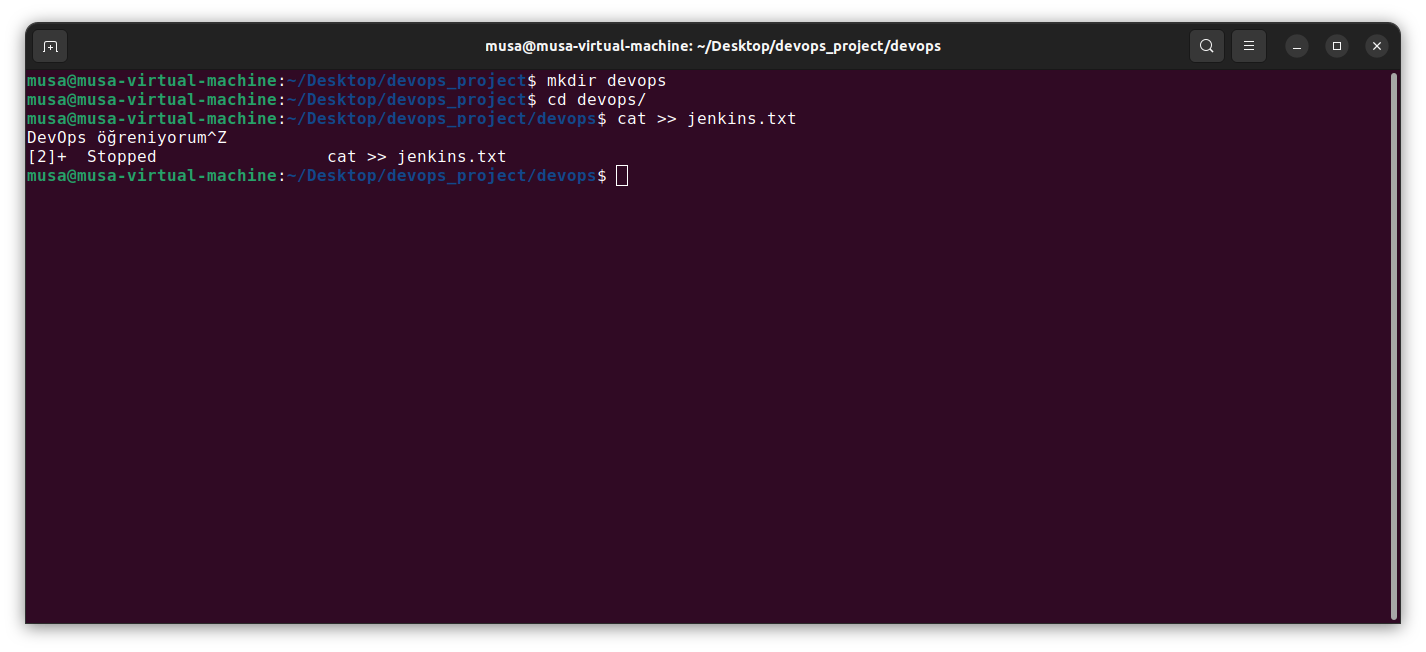 musa@musa-virtual-machine: ~/Desktop/devops_project/devops
musa@musa-virtual-machine:~/Desktop/devops_project$ mkdir devops
musa@musa-virtual-machine:~/Desktop/devops_project$ cd devops/
musa@musa-virtual-machine:~/Desktop/devops_project/devops$ cat >> jenkins.txt
DevOps öğreniyorum^Z
[2]+  Stopped                 cat >> jenkins.txt
musa@musa-virtual-machine:~/Desktop/devops_project/devops$